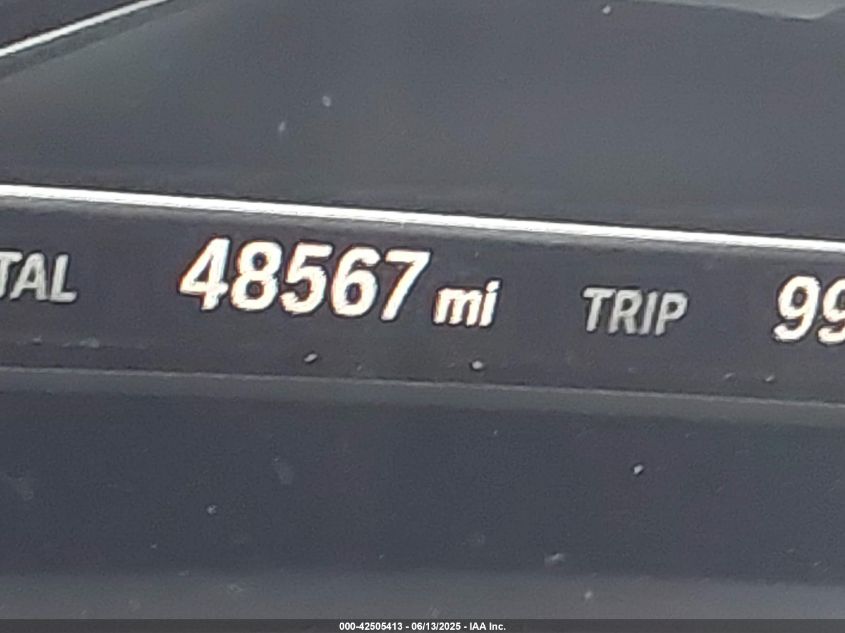 TAL 48567 mi TRIP 99
000-42505413 - 06/13/2025 - IAA Inc.